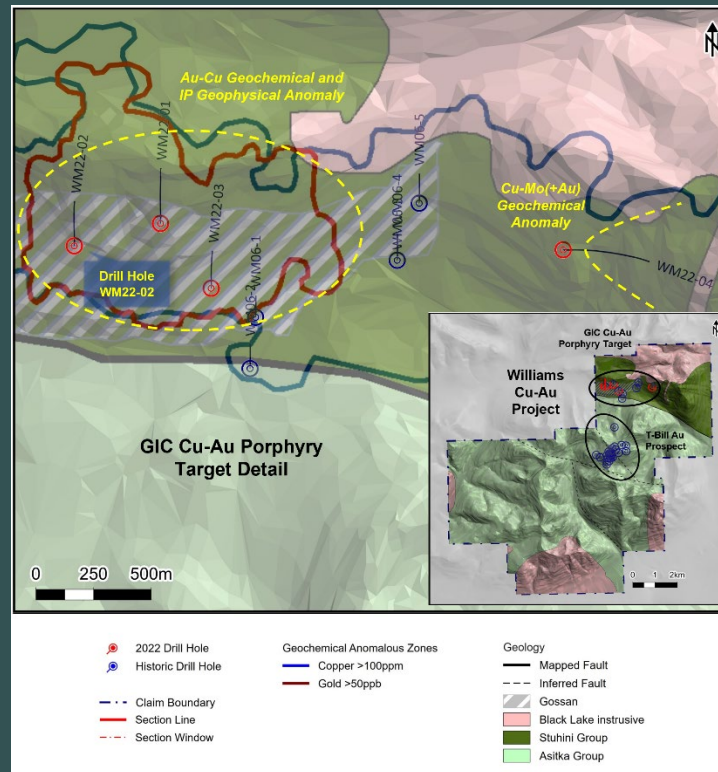 N
Au-Cu Geochemical and
IP Geophysical Anomaly
WM22-02
WM22-01
WM22-03
WM06-5
WM06-4
Cu-Mo(+Au)
Geochemical
Anomaly
WM22-04
Drill Hole
WM22-02
WM06-1
WM06-2
GIC Cu-Au Porphyry
Target Detail
0 250 500m
N
GIC Cu-Au
Porphyry Target
Williams
Cu-Au
Project
T-Bill Au
Prospect
0 1 2km
2022 Drill Hole
Historic Drill Hole
Claim Boundary
Section Line
Section Window
Geochemical Anomalous Zones
Copper >100ppm
Gold >50ppb
Geology
Mapped Fault
Inferred Fault
Gossan
Black Lake instrusive
Stuhini Group
Asitka Group